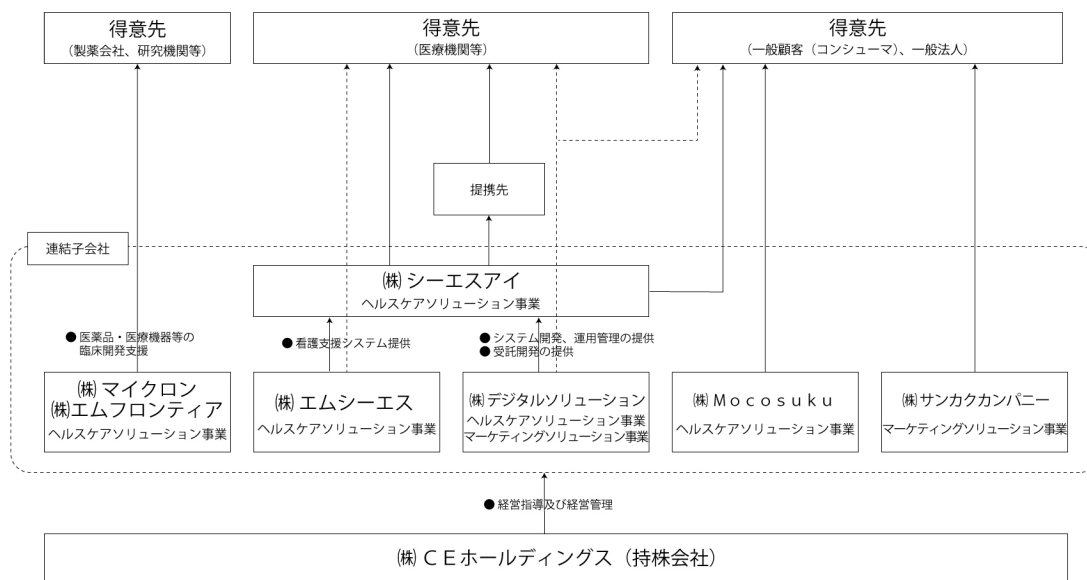 得意先
（製薬会社、研究機関等）
得意先
（医療機関等）
得意先
（一般顧客（コンシューマ）、一般法人）
提携先
連結子会社
㈱ シーエスアイ
ヘルスケアソリューション事業
● 医薬品・医療機器等の
臨床開発支援
● 看護支援システム提供
● システム開発、運用管理の提供
● 受託開発の提供
㈱ マイクロン
㈱エムフロンティア
ヘルスケアソリューション事業
㈱ エムシーエス
ヘルスケアソリューション事業
㈱ デジタルソリューション
ヘルスケアソリューション事業
マーケティングソリューション事業
㈱ Ｍｏｃｏｓｕｋｕ
ヘルスケアソリューション事業
㈱ サンカクカンパニー
マーケティングソリューション事業
● 経営指導及び経営管理
㈱ ＣＥホールディングス（持株会社）